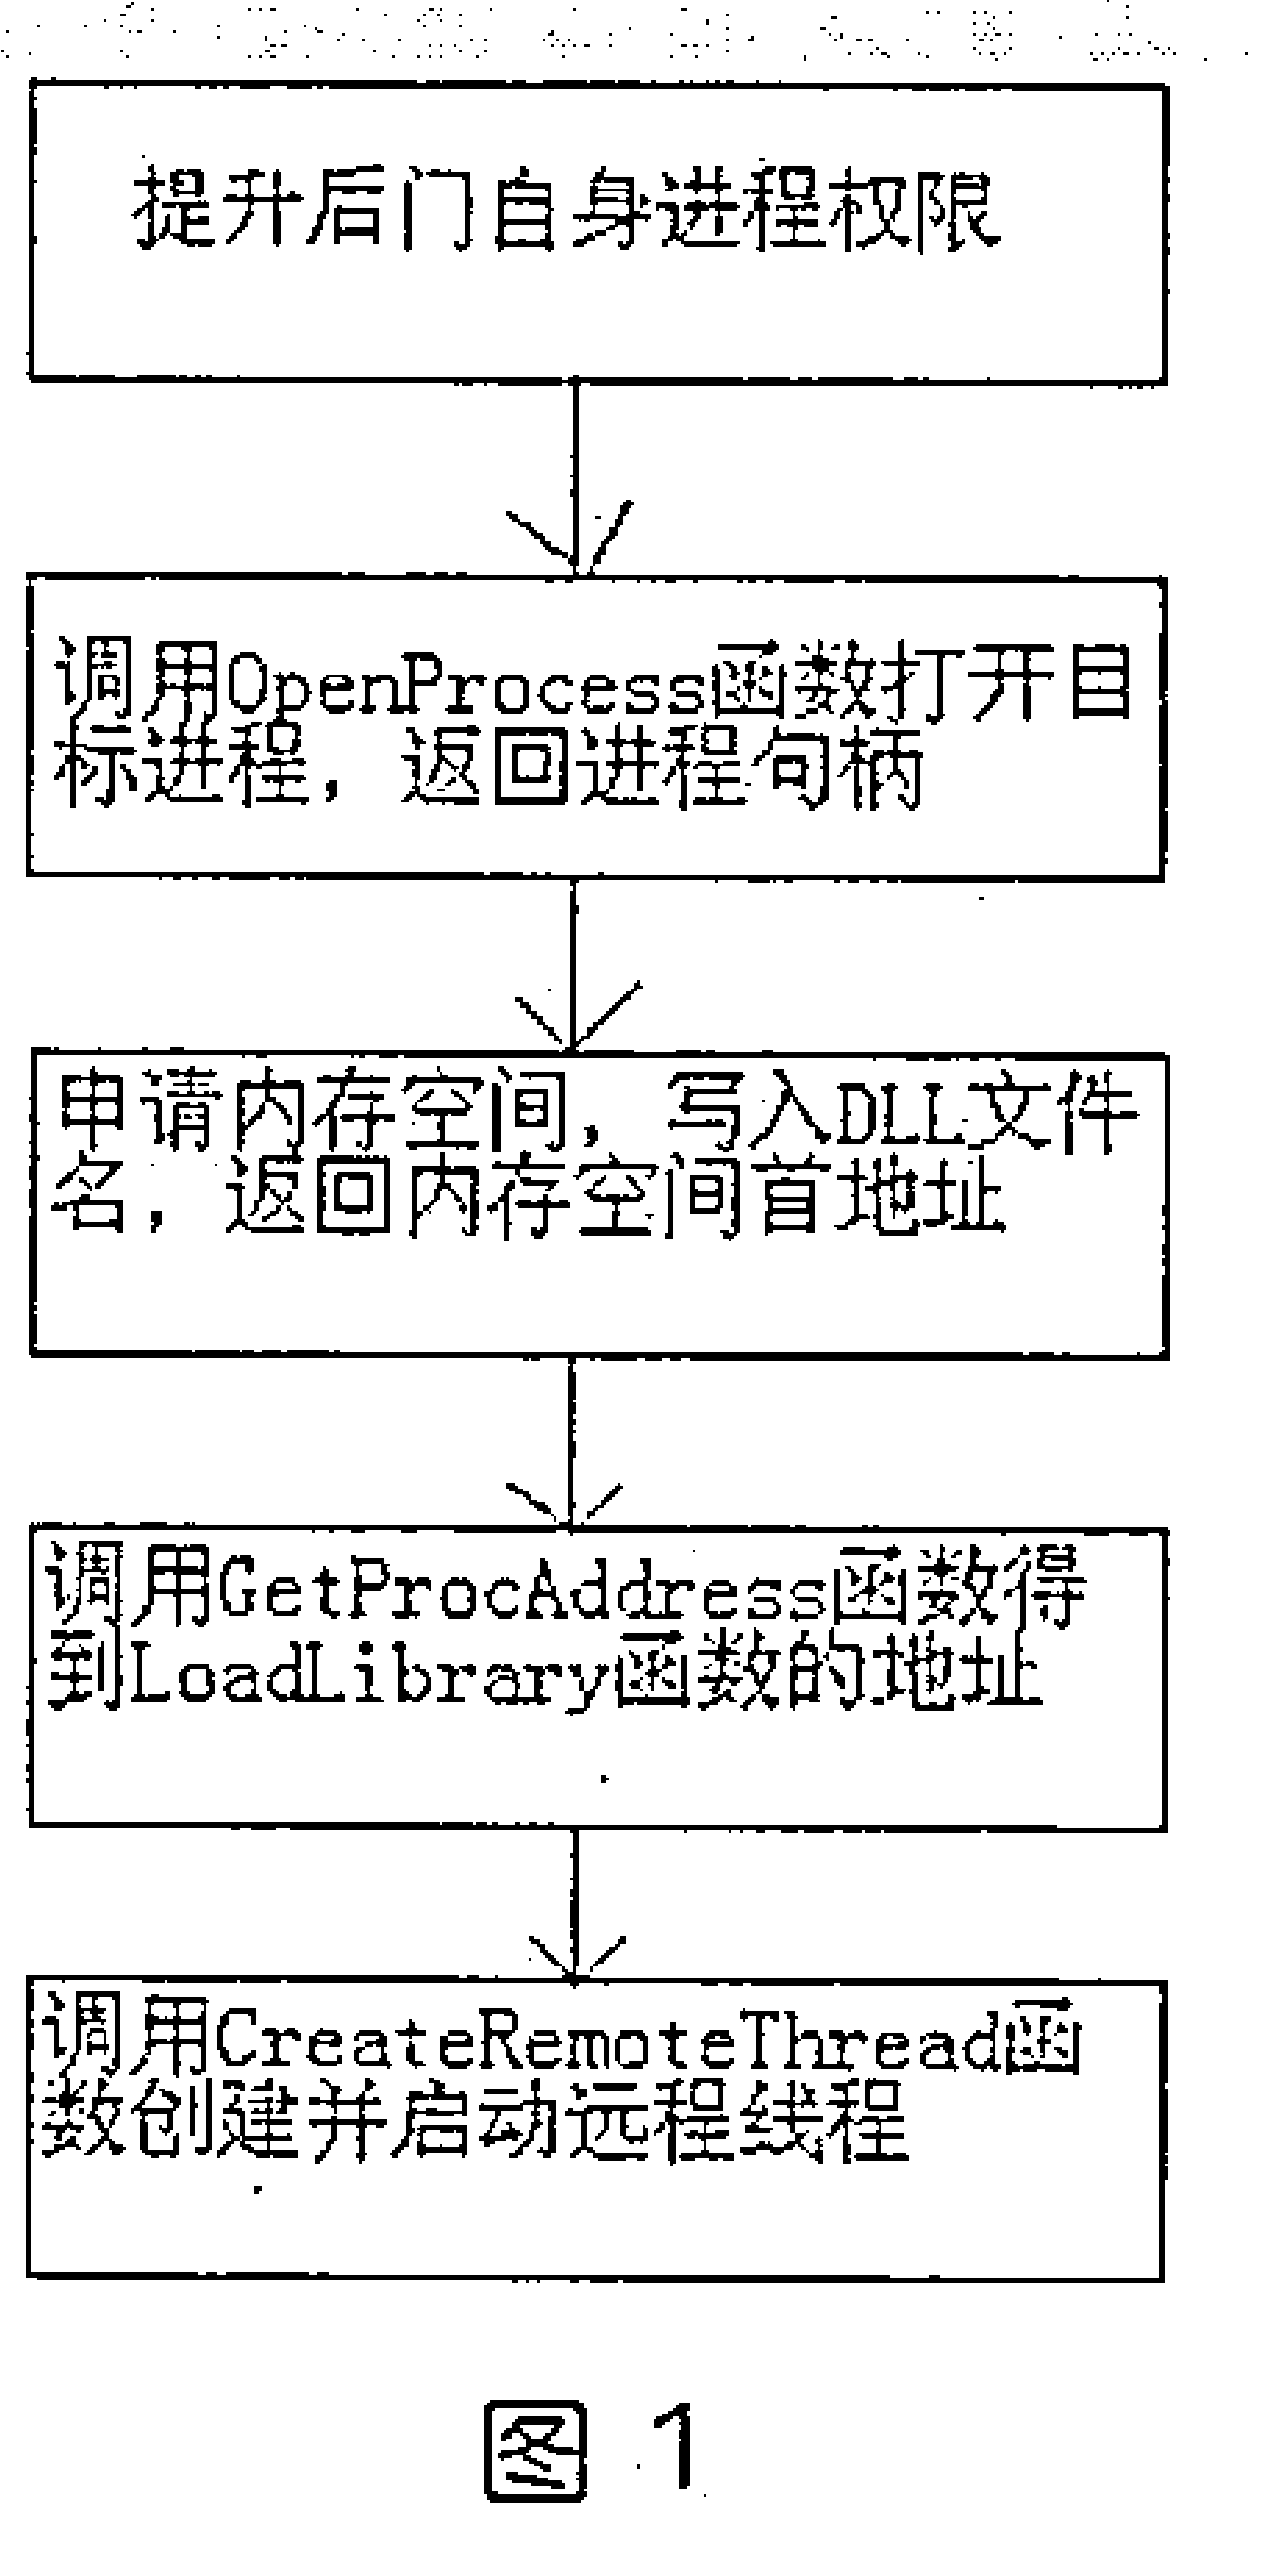 提升后门自身进程权限
调用OpenProcess函数打开目
标进程，返回进程句柄
申请内存空间，写入DLL文件
名，返回内存空间首地址
调用GetProcAddress函数得
到LoadLibrary函数的地址
调用CreateRemoteThread函
数创建并启动远程线程
图 1